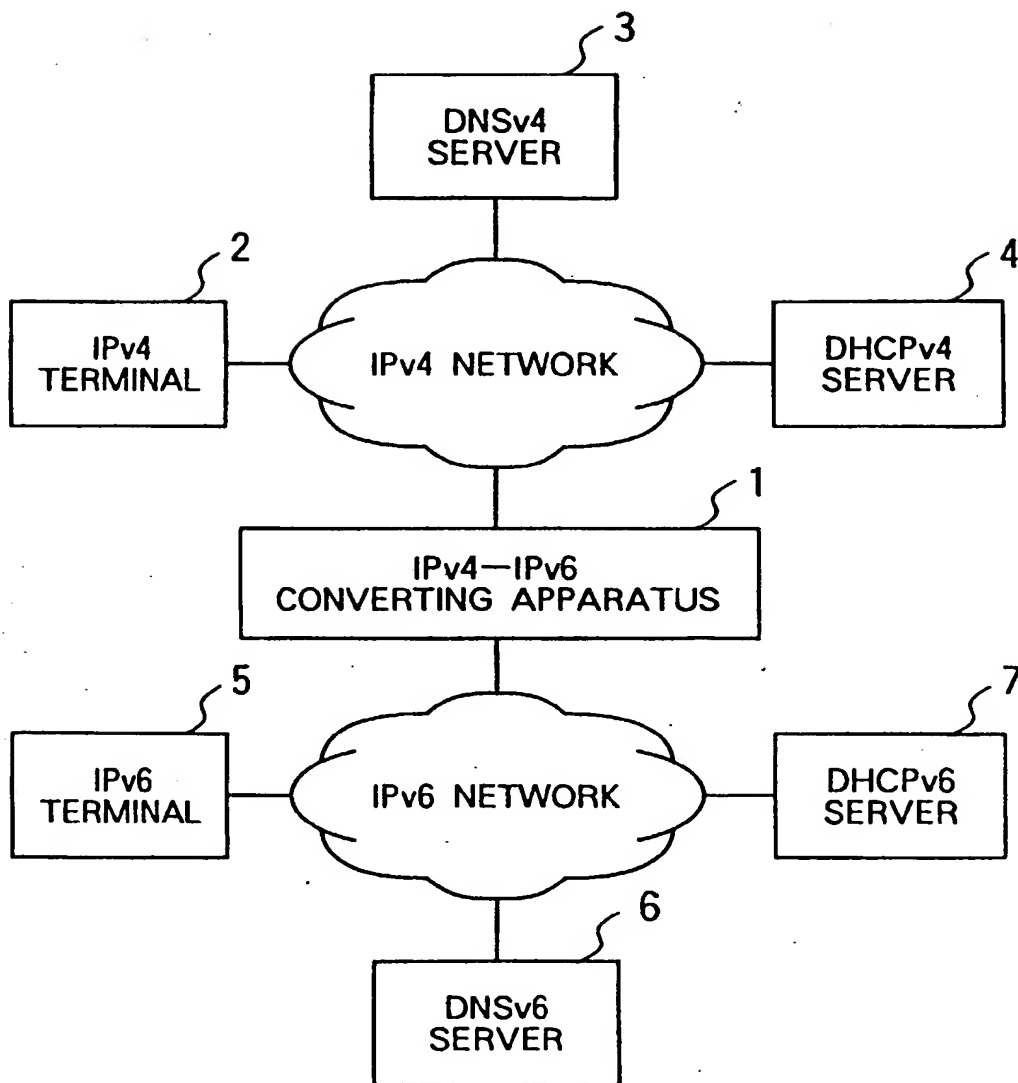 3
DNSv4
SERVER
2
4
IPv4
TERMINAL
IPv4 NETWORK
DHCPv4
SERVER
1
IPv4—IPv6
CONVERTING APPARATUS
5
7
IPv6
TERMINAL
IPv6 NETWORK
DHCPv6
SERVER
6
DNSv6
SERVER